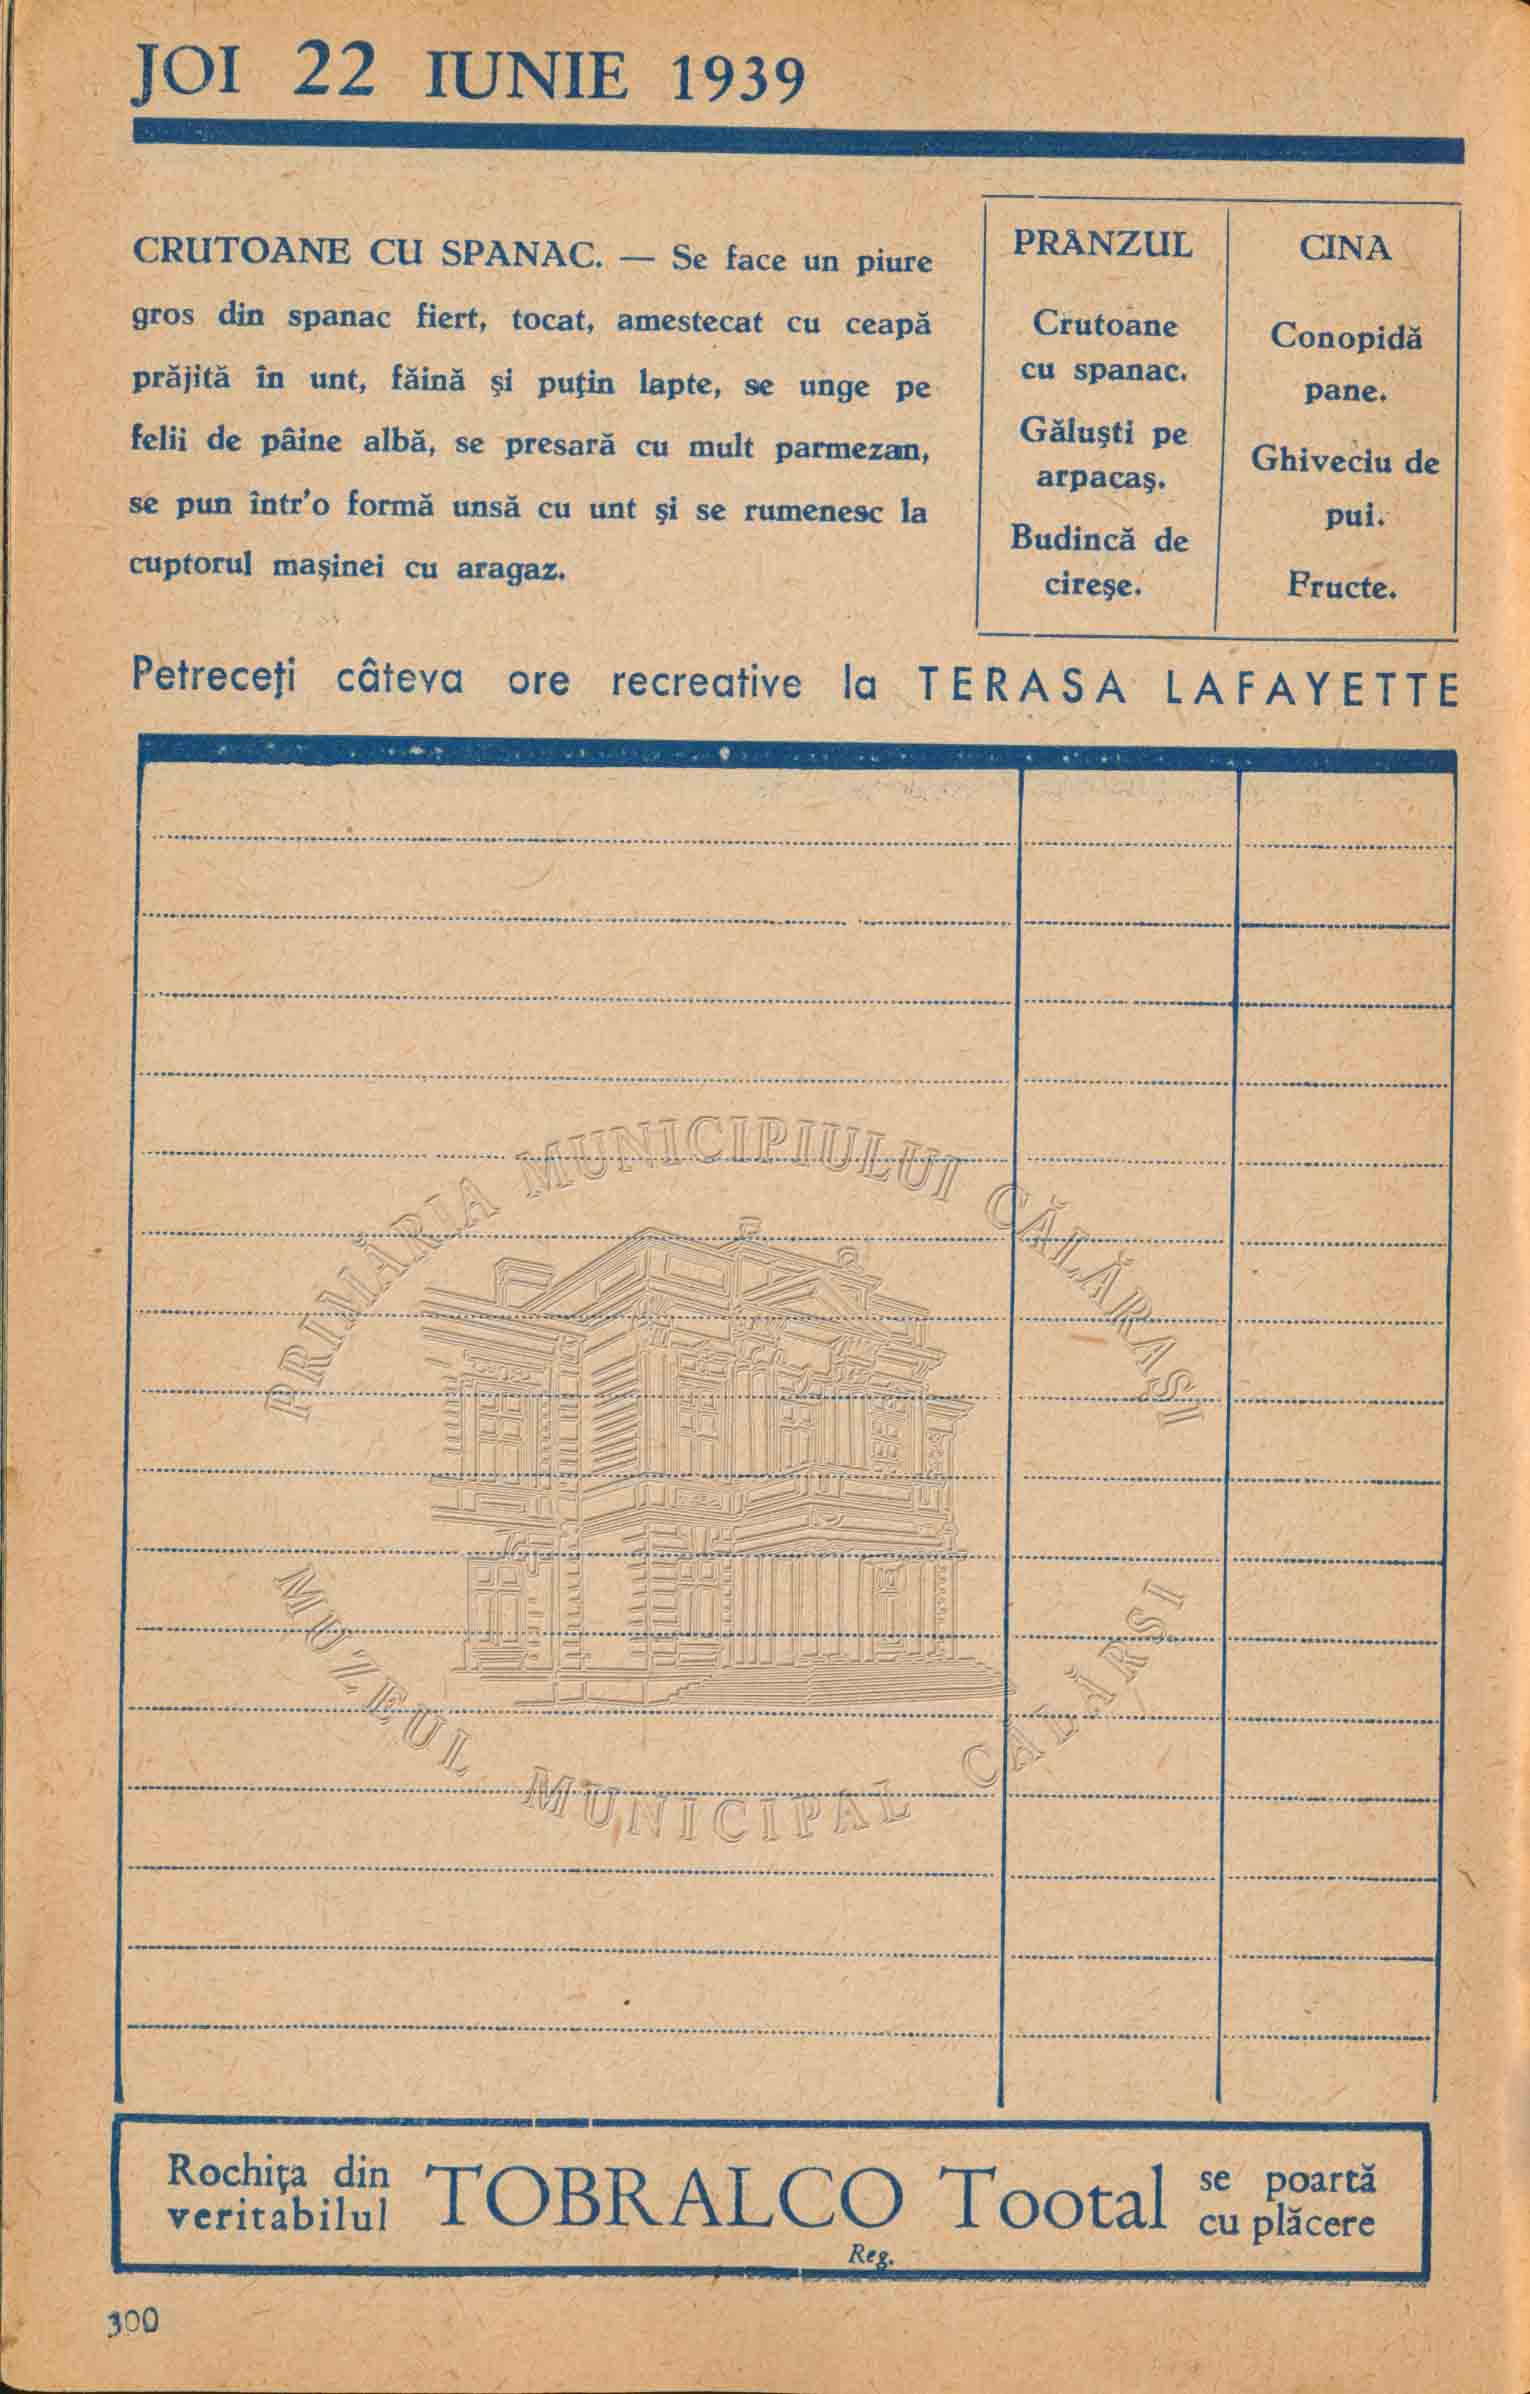 JOI 22 IUNIE 1939
CRUTOANE CU SPANAC. — Se face un piure
gros din spanac fiert, tocat, amestecat cu ceapă
prăjită în unt, făină şi puţin lapte, se unge pe
felii de pâine albă, se presară cu mult parmezan,
se pun într'o formă unsă cu unt şi se rumenesc la
cuptorul maşinei cu aragaz.
PRÂNZUL
Crutoane
cu spanac.
Găluşti pe
arpacaş.
Budincă de
cireşe.
CINA
Conopidă
pane.
Ghiveciu de
pui.
Fructe.
Petreceţi câteva ore recreative la TERASA LAFAYETTE
PRIMĂRIA MUNICIPIULUI CĂLĂRAȘI
MUZEUL MUNICIPAL CĂLĂRȘI
Rochiţa din
veritabilul
TOBRALCO Tootal
Reg.
se poartă
cu plăcere
300